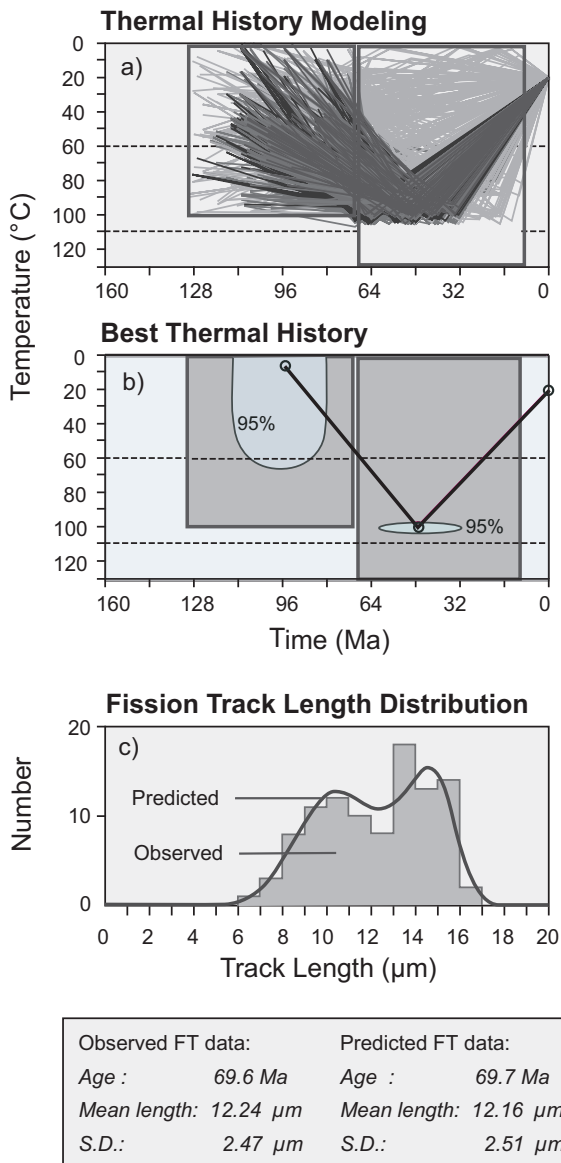 Thermal History Modeling
a)
0
20
40
60
80
100
120
160 128 96 64 32 0
Temperature (°C)
Best Thermal History
b)
0
20
40
60
80
100
120
95%
95%
160 128 96 64 32 0
Time (Ma)
Fission Track Length Distribution
c)
20
10
0
Number
Predicted
Observed
0 2 4 6 8 10 12 14 16 18 20
Track Length (µm)
Observed FT data: Predicted FT data:
Age : 69.6 Ma Age : 69.7 Ma
Mean length: 12.24 µm Mean length: 12.16 µm
S.D.: 2.47 µm S.D.: 2.51 µm